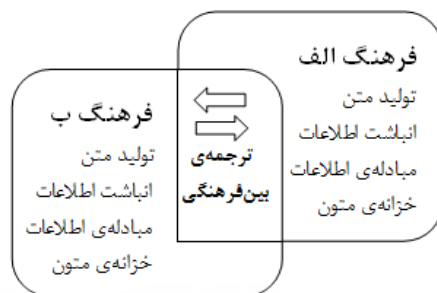 فرهنگ الف
تولید متن
انباشت اطلاعات
مبادله‌ی اطلاعات
خزانه‌ی متون
ترجمه‌ی
بین‌فرهنگی
فرهنگ ب
تولید متن
انباشت اطلاعات
مبادله‌ی اطلاعات
خزانه‌ی متون